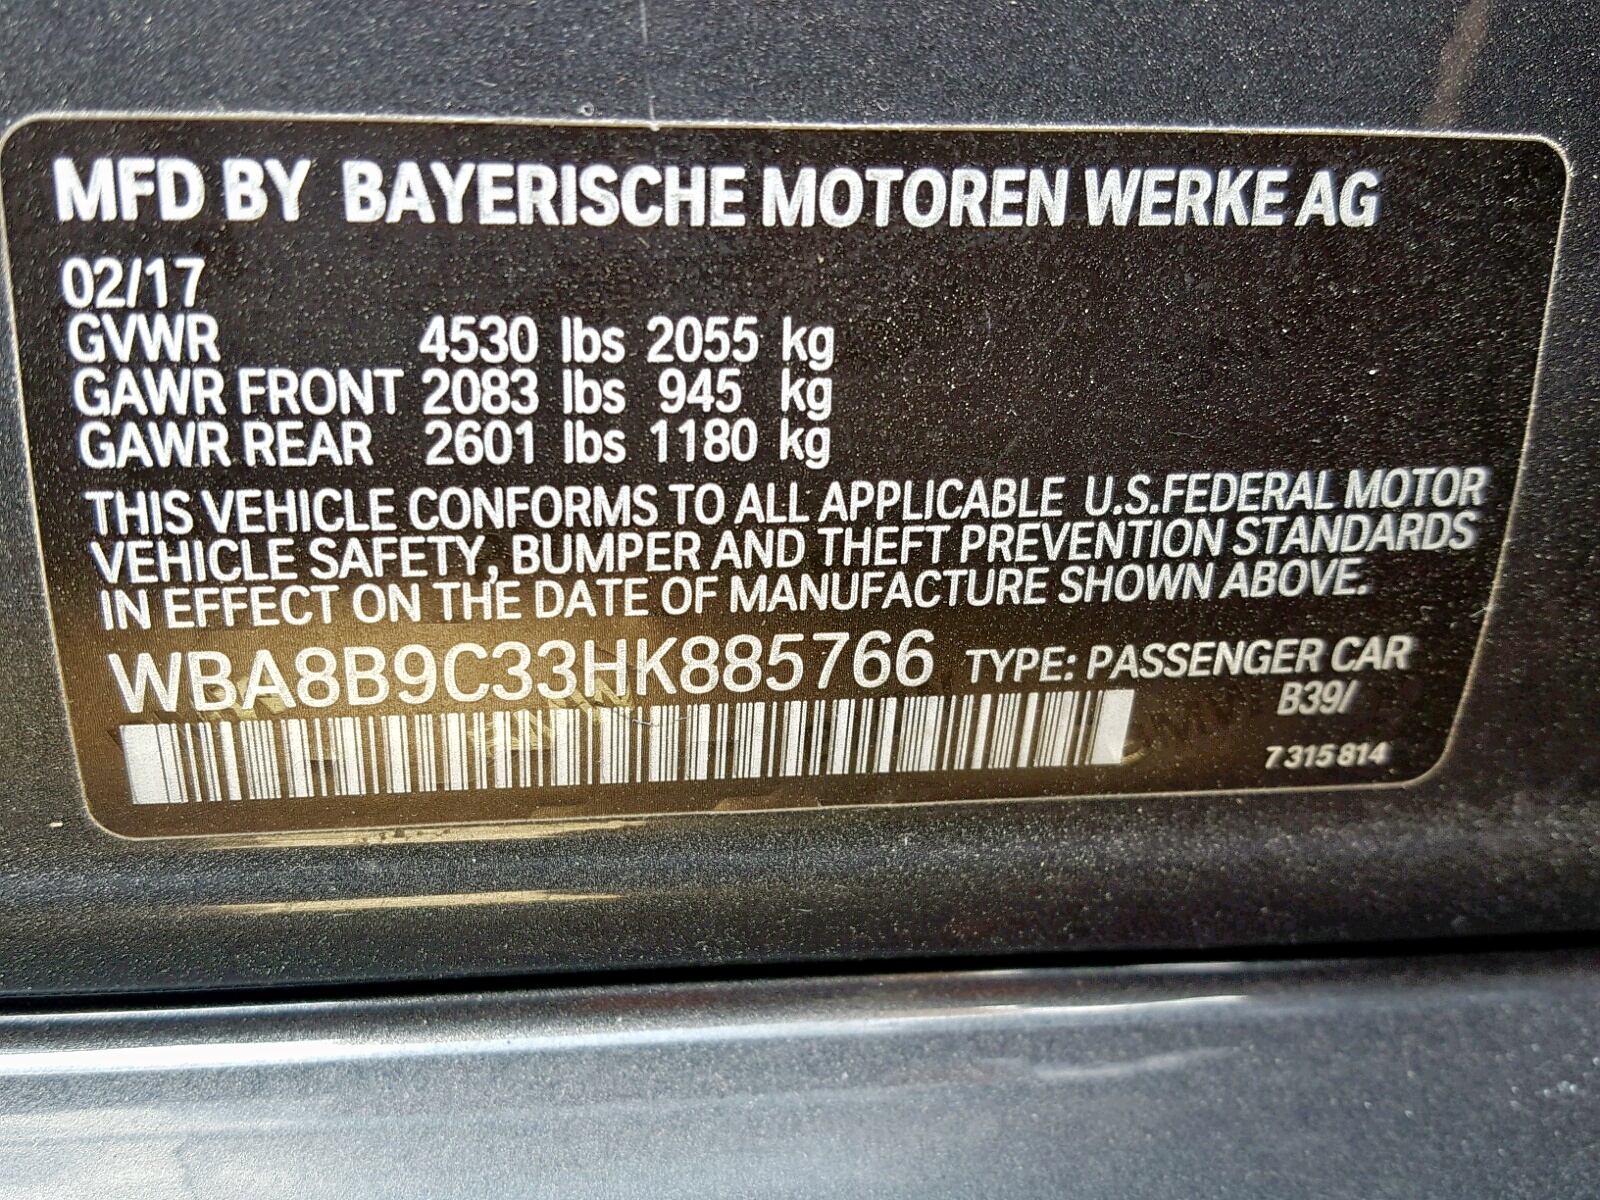 MFD BY BAYERISCHE MOTOREN WERKE AG
02/17
GVWR 4530 lbs 2055 kg
GAWR FRONT 2083 lbs 945 kg
GAWR REAR 2601 lbs 1180 kg
THIS VEHICLE CONFORMS TO ALL APPLICABLE U.S.FEDERAL MOTOR
VEHICLE SAFETY, BUMPER AND THEFT PREVENTION STANDARDS
IN EFFECT ON THE DATE OF MANUFACTURE SHOWN ABOVE.
WBA8B9C33HK885766 TYPE: PASSENGER CAR
B39/
7 315 814